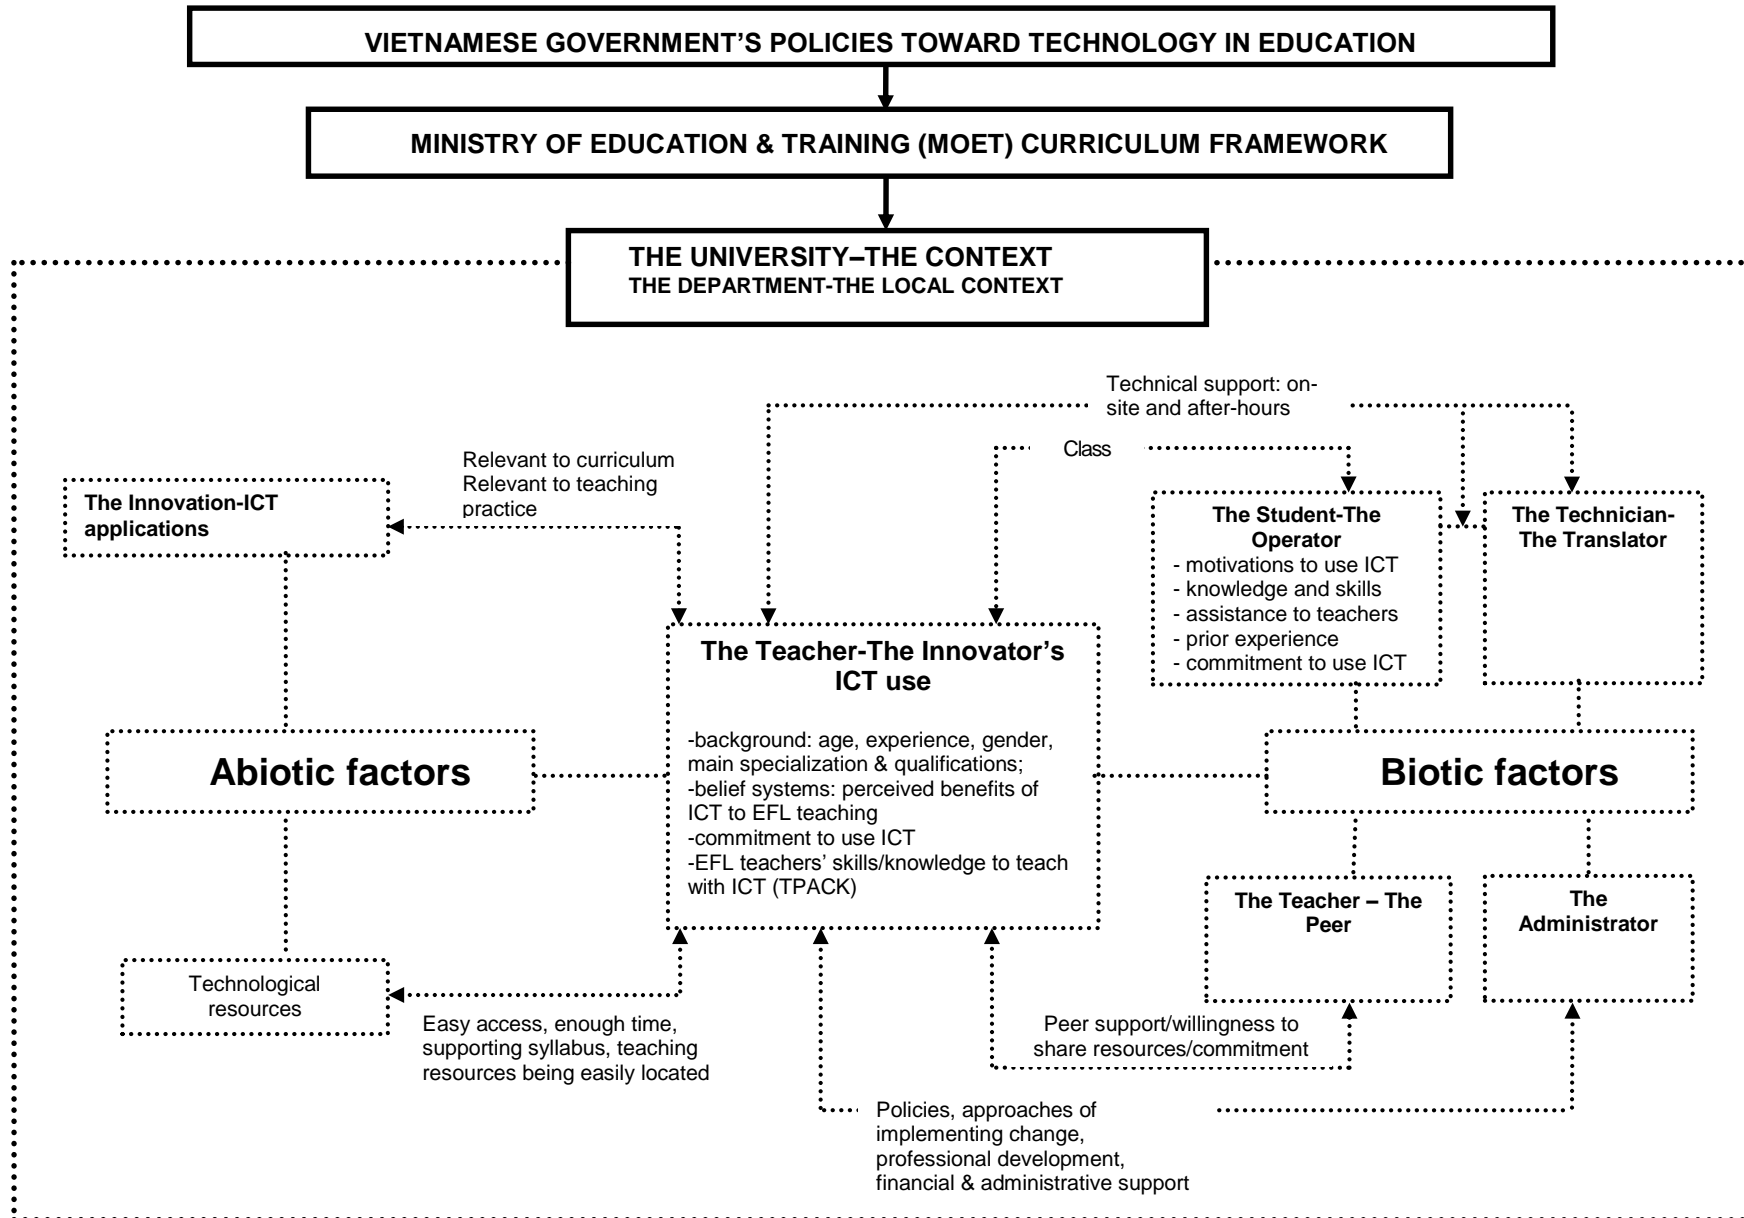 VIETNAMESE GOVERNMENT’S POLICIES TOWARD TECHNOLOGY IN EDUCATION
MINISTRY OF EDUCATION & TRAINING (MOET) CURRICULUM FRAMEWORK
THE UNIVERSITY–THE CONTEXT
THE DEPARTMENT-THE LOCAL CONTEXT
Technical support: on-
site and after-hours
Class
Relevant to curriculum
Relevant to teaching
practice
The Innovation-ICT
applications
The Student-The
Operator
- motivations to use ICT
- knowledge and skills
- assistance to teachers
- prior experience
- commitment to use ICT
The Technician-
The Translator
The Teacher-The Innovator’s
ICT use
-background: age, experience, gender,
main specialization & qualifications;
-belief systems: perceived benefits of
ICT to EFL teaching
-commitment to use ICT
-EFL teachers’ skills/knowledge to teach
with ICT (TPACK)
Abiotic factors
Biotic factors
The Teacher – The
Peer
The
Administrator
Technological
resources
Easy access, enough time,
supporting syllabus, teaching
resources being easily located
Peer support/willingness to
share resources/commitment
Policies, approaches of
implementing change,
professional development,
financial & administrative support